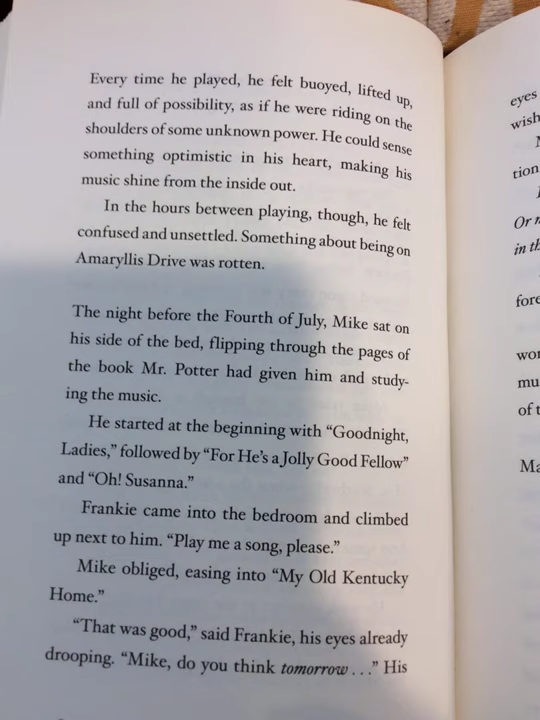 Every time he played, he felt buoyed, lifted up,
and full of possibility, as if he were riding on the
shoulders of some unknown power. He could sense
something optimistic in his heart, making his
music shine from the inside out.
In the hours between playing, though, he felt
confused and unsettled. Something about being on
Amaryllis Drive was rotten.
The night before the Fourth of July, Mike sat on
his side of the bed, flipping through the pages of
the book Mr. Potter had given him and study-
ing the music.
He started at the beginning with “Goodnight,
Ladies,” followed by “For He’s a Jolly Good Fellow”
and “Oh! Susanna.”
Frankie came into the bedroom and climbed
up next to him. “Play me a song, please.”
Mike obliged, easing into “My Old Kentucky
Home.”
“That was good,” said Frankie, his eyes already
drooping. “Mike, do you think tomorrow . . .” His
eyes
wish
tion
Or
in th
fore
wor
mu
of t
Ma